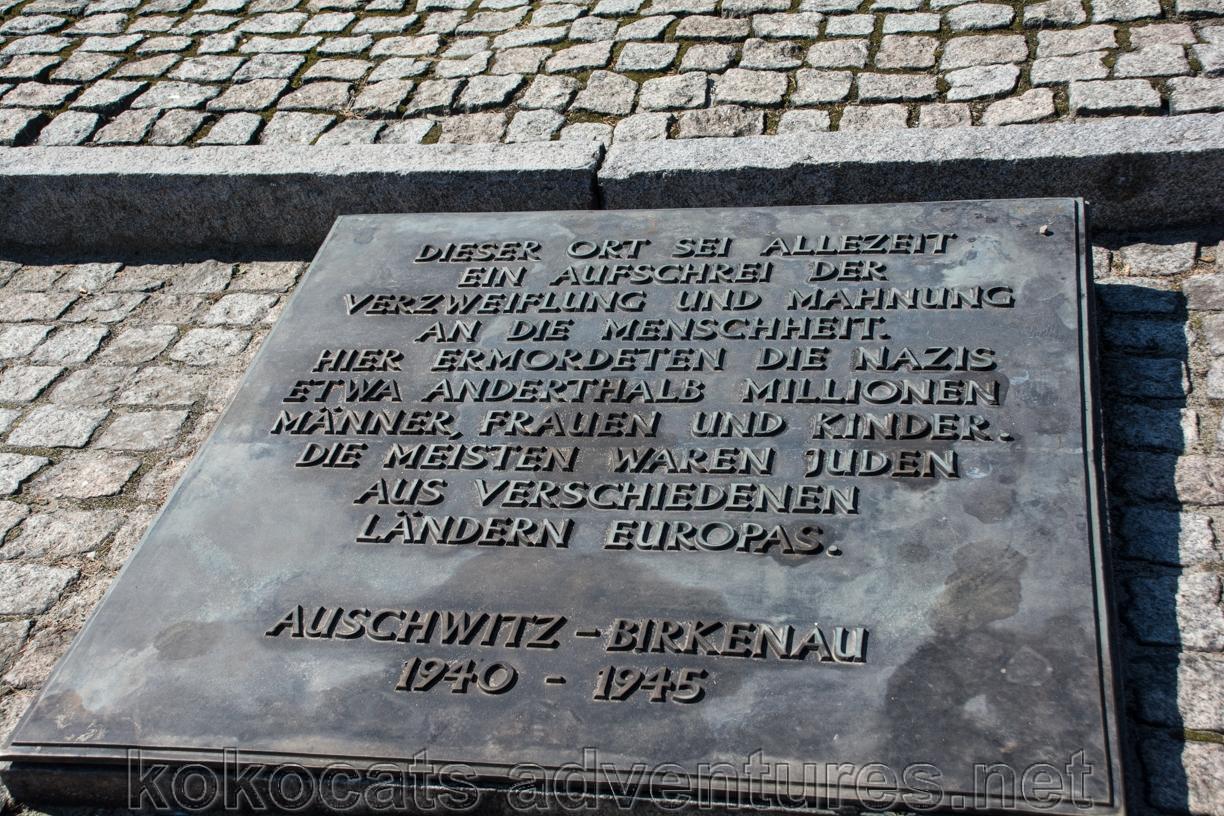 DIESER ORT SEI ALLEZEIT
EIN AUFSCHREI DER
VERZWEIFLUNG UND MAHNUNG
AN DIE MENSCHHEIT.
HIER ERMORDETEN DIE NAZIS
ETWA ANDERTHALB MILLIONEN
MÄNNER, FRAUEN UND KINDER.
DIE MEISTEN WAREN JUDEN
AUS VERSCHIEDENEN
LÄNDERN EUROPAS.
AUSCHWITZ-BIRKENAU
1940 - 1945
kokocats adventures.net